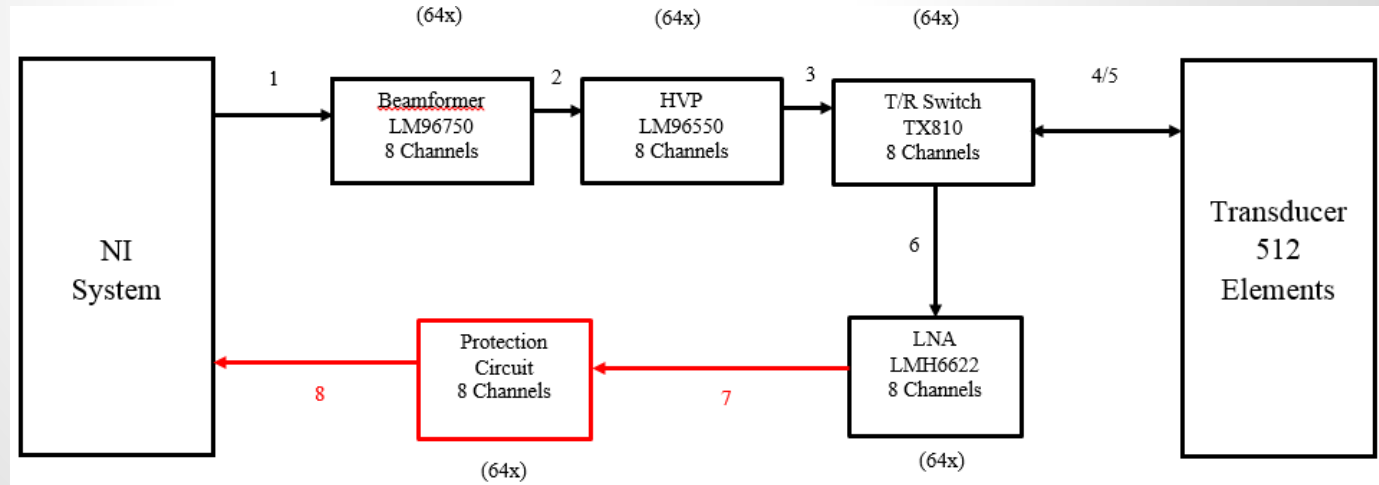 (64x)
(64x)
(64x)
1
2
3
4/5
Beamformer
LM96750
8 Channels
HVP
LM96550
8 Channels
T/R Switch
TX810
8 Channels
NI
System
Transducer
512
Elements
6
Protection
Circuit
8 Channels
LNA
LMH6622
8 Channels
8
7
(64x)
(64x)